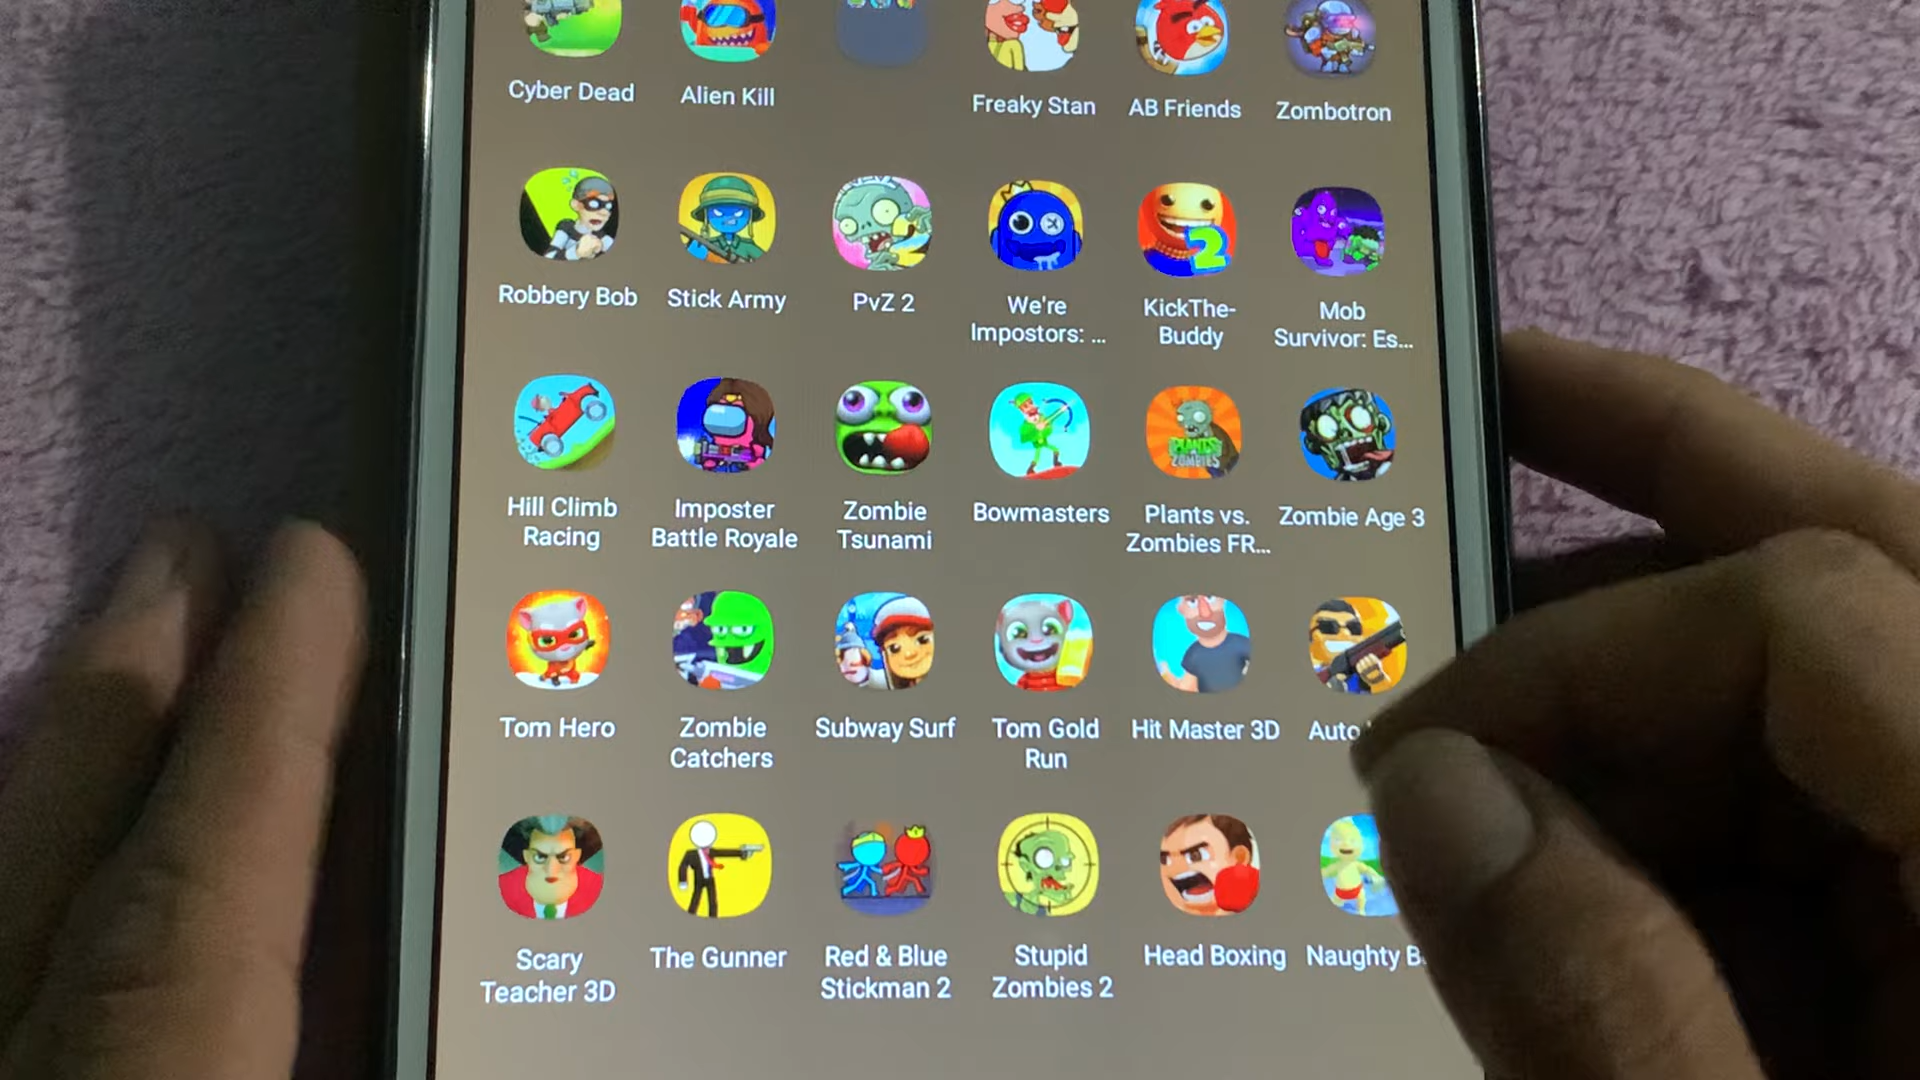 Cyber Dead
Alien Kill
Freaky Stan
AB Friends
Zombotron
Robbery Bob
Stick Army
PvZ 2
We're
Impostors: ...
2
KickThe-
Buddy
Mob
Survivor: Es...
Hill Climb
Racing
Imposter
Battle Royale
Zombie
Tsunami
Bowmasters
PLANTS
ZOMBIES
Plants vs.
Zombies FR...
Zombie Age 3
Tom Hero
Zombie
Catchers
Subway Surf
Tom Gold
Run
Hit Master 3D
Auto
Scary
Teacher 3D
The Gunner
Red & Blue
Stickman 2
Stupid
Zombies 2
Head Boxing
Naughty